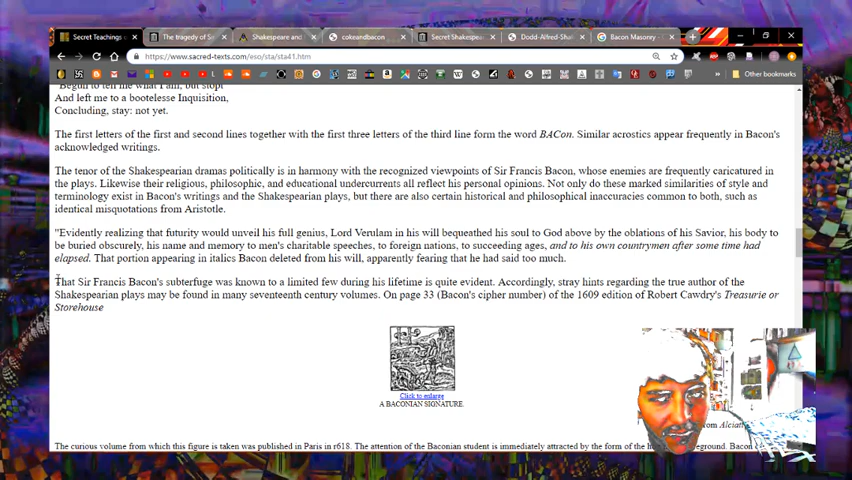 Secret Teachings o
The tragedy of Si
Shakespeare and
cokeandbacon
Secret Shakespea
Dodd-Alfred-Sha
Bacon Masonry -
https://www.sacred-texts.com/eso/sta/sta41.htm
Other bookmarks
"Begun to tell me what I am, but stopt
And left me to a bootelesse Inquisition,
Concluding, stay: not yet.
The first letters of the first and second lines together with the first three letters of the third line form the word BACon. Similar acrostics appear frequently in Bacon's
acknowledged writings.
The tenor of the Shakespearian dramas politically is in harmony with the recognized viewpoints of Sir Francis Bacon, whose enemies are frequently caricatured in
the plays. Likewise their religious, philosophic, and educational undercurrents all reflect his personal opinions. Not only do these marked similarities of style and
terminology exist in Bacon's writings and the Shakespearian plays, but there are also certain historical and philosophical inaccuracies common to both, such as
identical misquotations from Aristotle.
"Evidently realizing that futurity would unveil his full genius, Lord Verulam in his will bequeathed his soul to God above by the oblations of his Savior, his body to
be buried obscurely, his name and memory to men's charitable speeches, to foreign nations, to succeeding ages, and to his own countrymen after some time had
elapsed. That portion appearing in italics Bacon deleted from his will, apparently fearing that he had said too much.
That Sir Francis Bacon's subterfuge was known to a limited few during his lifetime is quite evident. Accordingly, stray hints regarding the true author of the
Shakespearian plays may be found in many seventeenth century volumes. On page 33 (Bacon's cipher number) of the 1609 edition of Robert Cawdry's Treasurie or
Storehouse
Click to enlarge
A BACONIAN SIGNATURE.
From Alciati
The curious volume from which this figure is taken was published in Paris in r618. The attention of the Baconian student is immediately attracted by the form of the